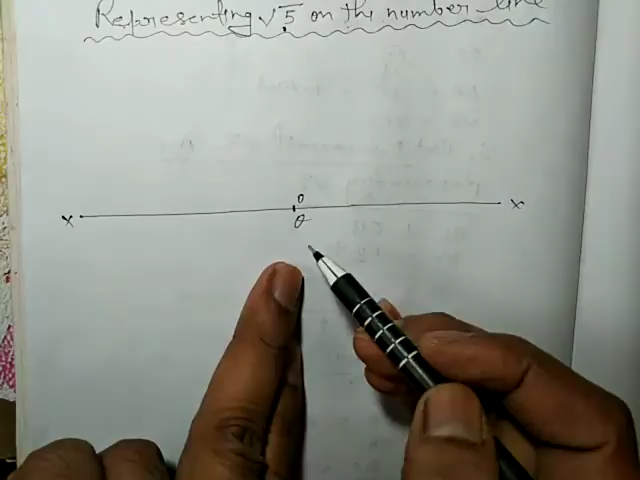 Representing √5 on the number line
0
X X
O